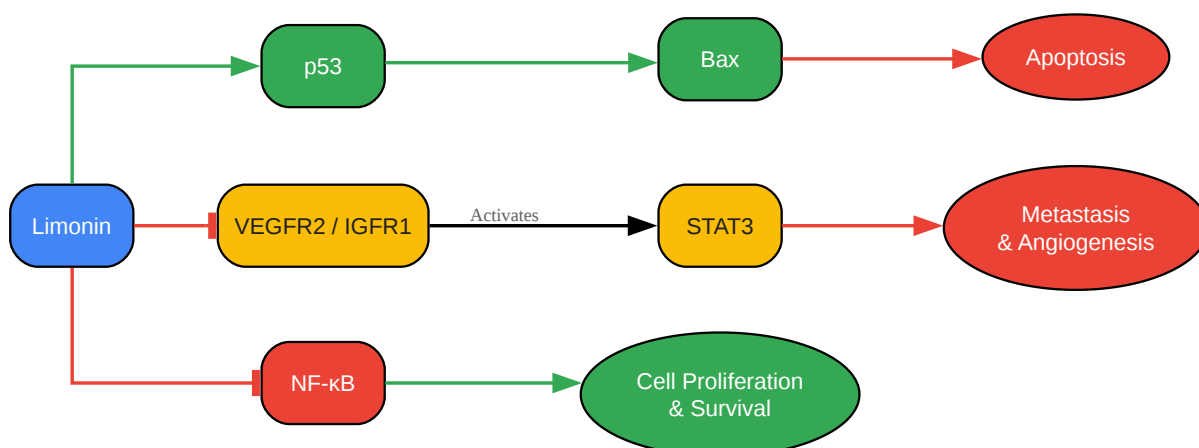 p53
Bax
Apoptosis
Limonin
VEGFR2 / IGFR1
Activates
STAT3
Metastasis
& Angiogenesis
NF-κB
Cell Proliferation
& Survival